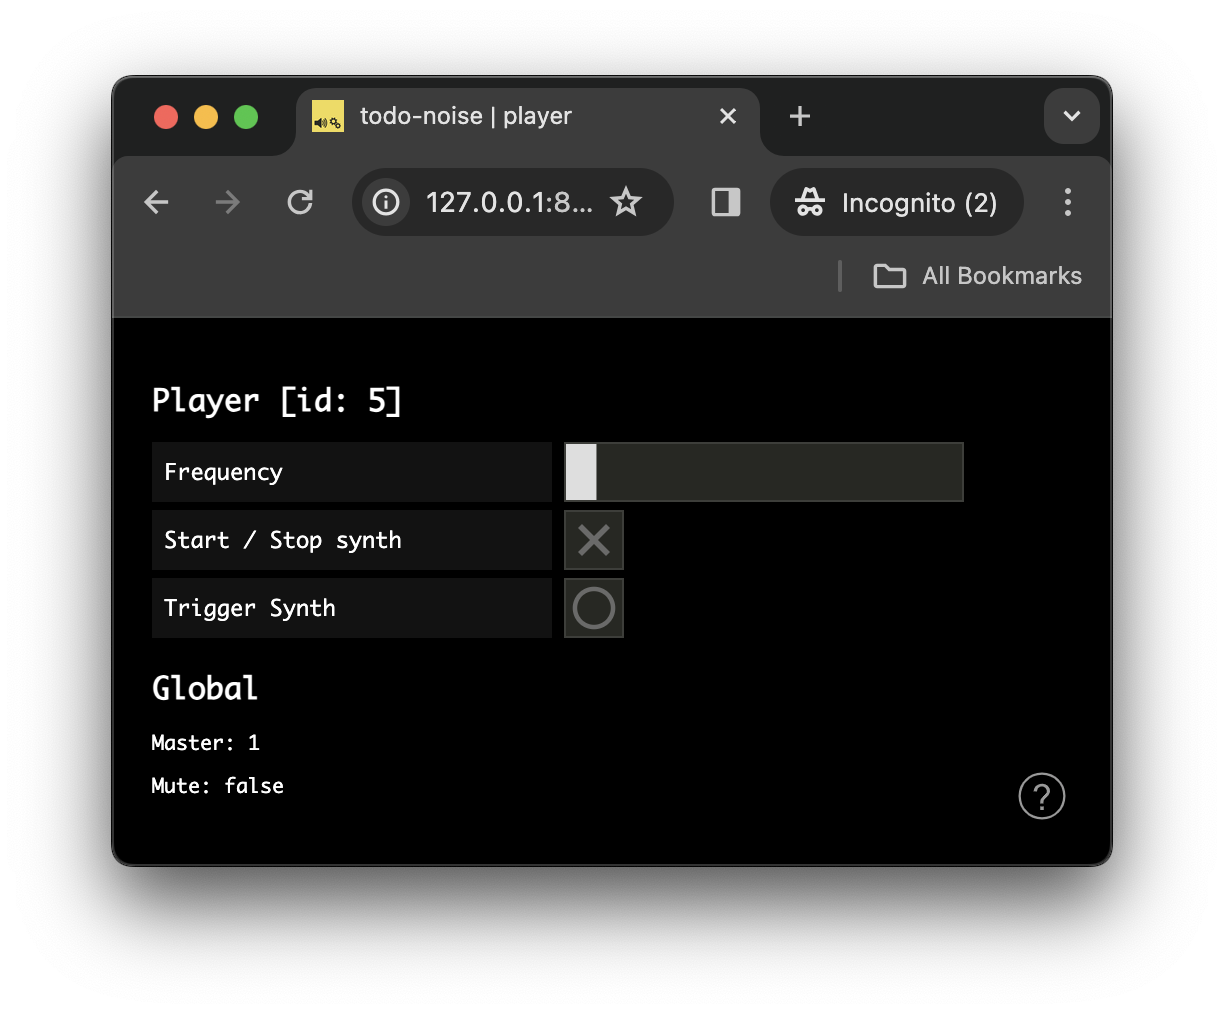 todo-noise | player
127.0.0.1:8...
Incognito (2)
All Bookmarks
Player [id: 5]
Frequency
Start / Stop synth
Trigger Synth
Global
Master: 1
Mute: false
?